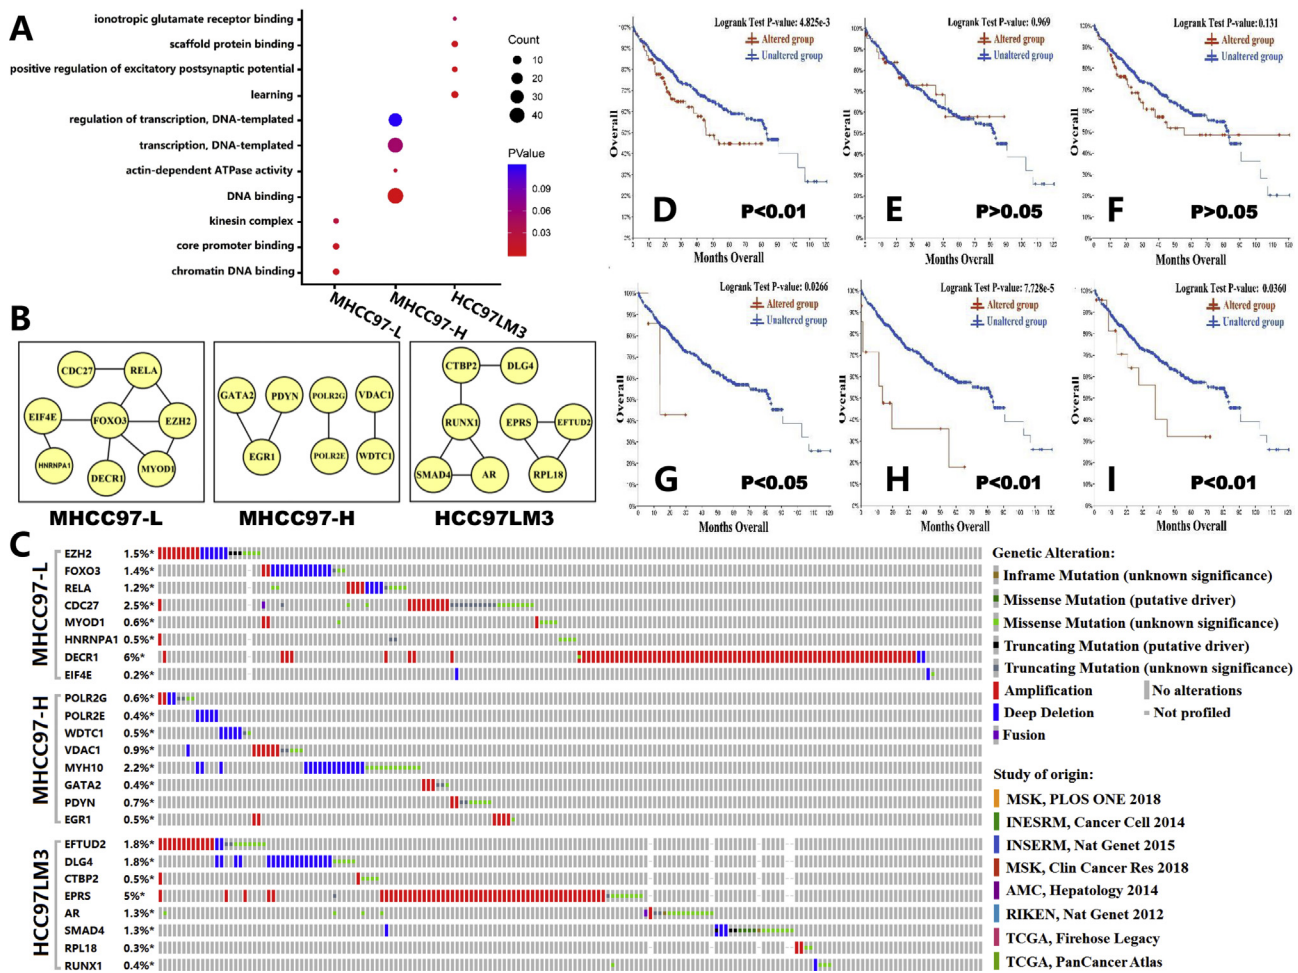 A
ionotropic glutamate receptor binding
scaffold protein binding
positive regulation of excitatory postsynaptic potential
learning
regulation of transcription, DNA-templated
transcription, DNA-templated
actin-dependent ATPase activity
DNA binding
kinesin complex
core promoter binding
chromatin DNA binding
MHCC97-L
MHCC97-H
HCC97LM3
Count
10
20
30
40
PValue
0.09
0.06
0.03
Logrank Test P-value: 4.825e-3
Altered group
Unaltered group
Overall
D
P<0.01
Months Overall
Logrank Test P-value: 0.969
Altered group
Unaltered group
Overall
E
P>0.05
Months Overall
Logrank Test P-value: 0.131
Altered group
Unaltered group
Overall
F
P>0.05
Months Overall
B
CDC27
RELA
EIF4E
FOXO3
EZH2
HNRNPA1
DECR1
MYOD1
MHCC97-L
GATA2
PDYN
POLR2G
VDAC1
EGR1
POLR2E
WDTC1
MHCC97-H
CTBP2
DLG4
RUNX1
EPRS
EFTUD2
SMAD4
AR
RPL18
HCC97LM3
Logrank Test P-value: 0.0266
Altered group
Unaltered group
Overall
G
P<0.05
Months Overall
Logrank Test P-value: 7.728e-5
Altered group
Unaltered group
Overall
H
P<0.01
Months Overall
Logrank Test P-value: 0.0360
Altered group
Unaltered group
Overall
I
P<0.01
Months Overall
C
MHCC97-L
EZH2 1.5%*
FOXO3 1.4%*
RELA 1.2%*
CDC27 2.5%*
MYOD1 0.6%*
HNRNPA1 0.5%*
DECR1 6%*
EIF4E 0.2%*
MHCC97-H
POLR2G 0.6%*
POLR2E 0.4%*
WDTC1 0.5%*
VDAC1 0.9%*
MYH10 2.2%*
GATA2 0.4%*
PDYN 0.7%*
EGR1 0.5%*
HCC97LM3
EFTUD2 1.8%*
DLG4 1.8%*
CTBP2 0.5%*
EPRS 5%*
AR 1.3%*
SMAD4 1.3%*
RPL18 0.3%*
RUNX1 0.4%*
Genetic Alteration:
Inframe Mutation (unknown significance)
Missense Mutation (putative driver)
Missense Mutation (unknown significance)
Truncating Mutation (putative driver)
Truncating Mutation (unknown significance)
Amplification
No alterations
Deep Deletion
Not profiled
Fusion
Study of origin:
MSK, PLOS ONE 2018
INESRM, Cancer Cell 2014
INSERM, Nat Genet 2015
MSK, Clin Cancer Res 2018
AMC, Hepatology 2014
RIKEN, Nat Genet 2012
TCGA, Firehose Legacy
TCGA, PanCancer Atlas